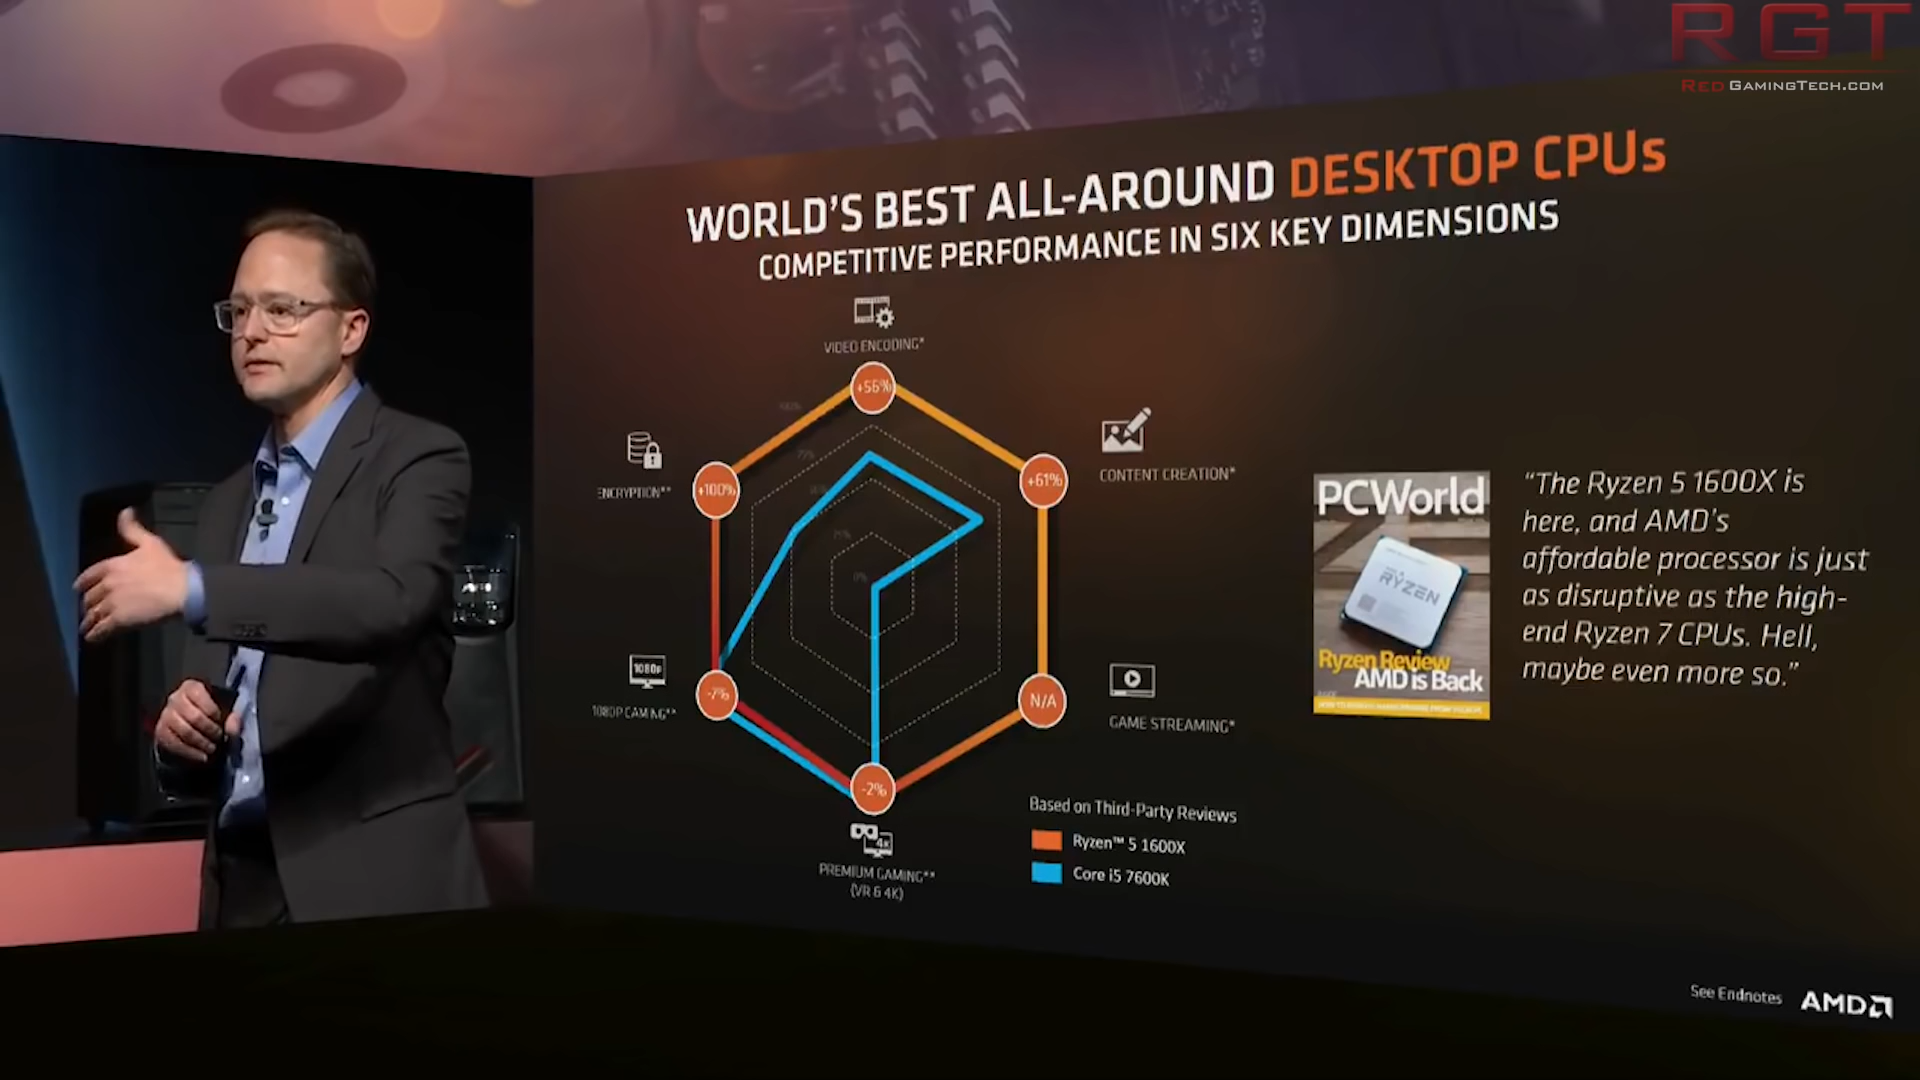 RGT
RedGamingTech.com
WORLD'S BEST ALL-AROUND DESKTOP CPUs
COMPETITIVE PERFORMANCE IN SIX KEY DIMENSIONS
VIDEO ENCODING*
+56%
100%
CONTENT CREATION*
+61%
ENCRYPTION**
+100%
25%
0%
1080P
1080P GAMING**
-7%
N/A
GAME STREAMING*
-2%
4K
PREMIUM GAMING**
(VR & 4K)
Based on Third-Party Reviews
Ryzen™ 5 1600X
Core i5 7600K
PCWorld
RYZEN
Ryzen Review
AMD is Back
“The Ryzen 5 1600X is
here, and AMD's
affordable processor is just
as disruptive as the high-
end Ryzen 7 CPUs. Hell,
maybe even more so.”
See Endnotes
AMD